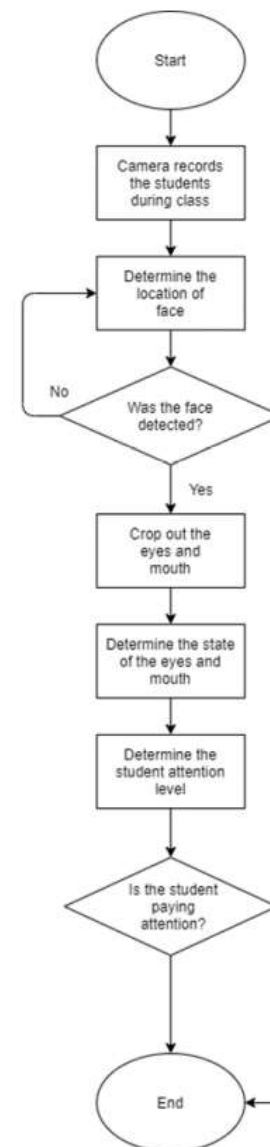 Start
Camera records
the students
during class
Determine the
location of
face
No
Was the face
detected?
Yes
Crop out the
eyes and
mouth
Determine the state
of the eyes and
mouth
Determine the
student attention
level
Is the student
paying
attention?
End